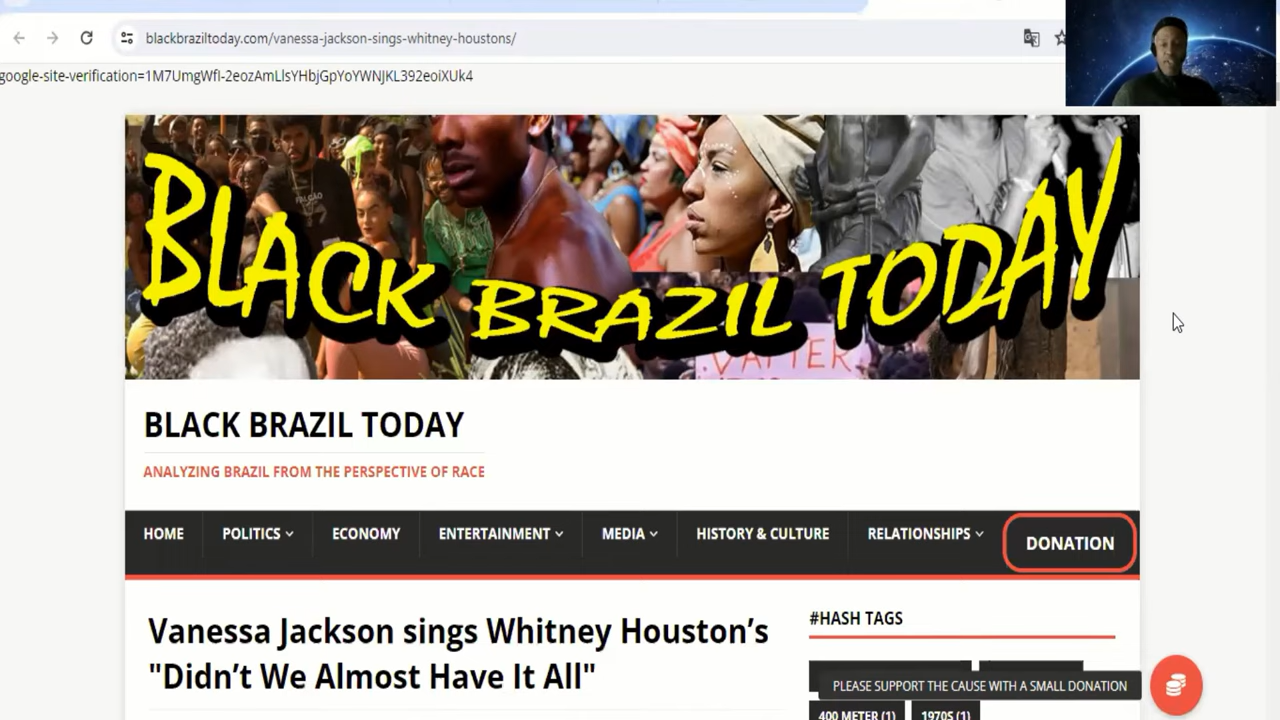 blackbraziltoday.com/vanessa-jackson-sings-whitney-houstons/
google-site-verification=1M7UmgWfI-2eozAmLlsYHbjGpYoYWNJKL392eoiXUk4
BLACK BRAZIL TODAY
BLACK BRAZIL TODAY
ANALYZING BRAZIL FROM THE PERSPECTIVE OF RACE
HOME
POLITICS
ECONOMY
ENTERTAINMENT
MEDIA
HISTORY & CULTURE
RELATIONSHIPS
DONATION
Vanessa Jackson sings Whitney Houston’s
"Didn’t We Almost Have It All"
#HASH TAGS
PLEASE SUPPORT THE CAUSE WITH A SMALL DONATION
400 METER (1)
1970S (1)